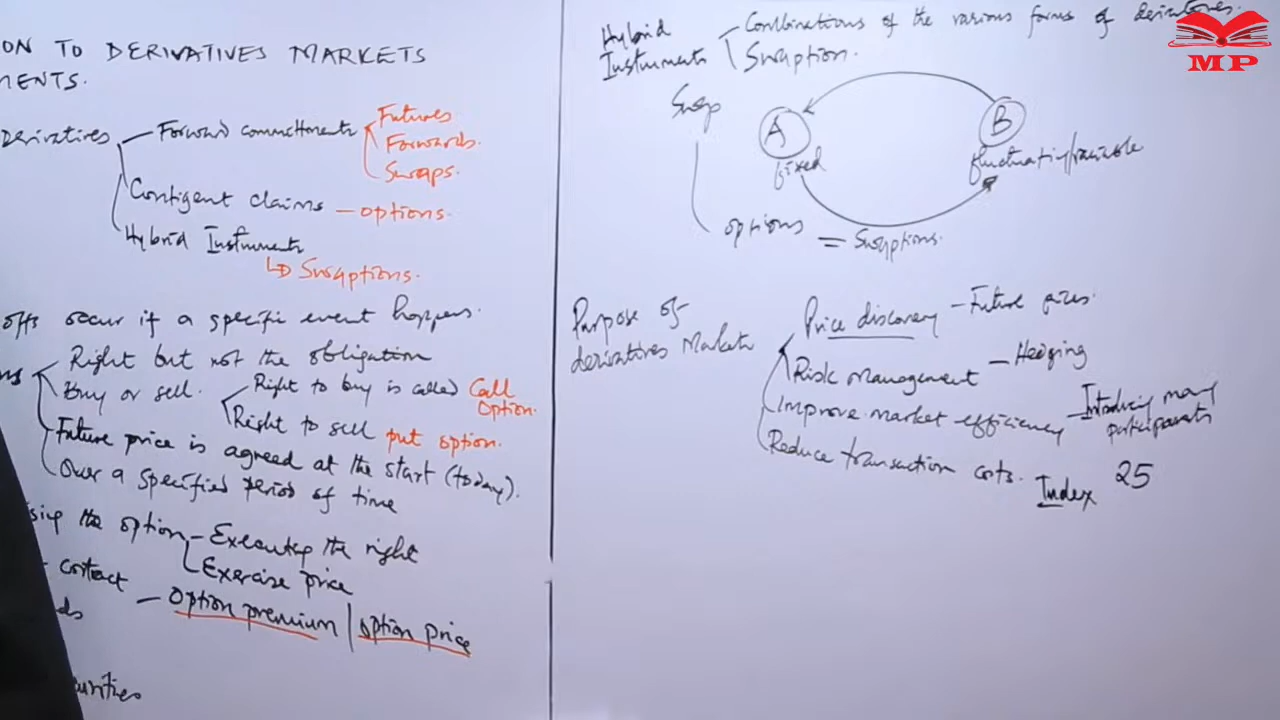 ON TO DERIVATIVES MARKETS
MENTS.
Derivatives
Forward commitments
Futures
Forwards.
Swaps.
Contigent claims - options.
Hybrid Instruments
↳ Swaptions.
offs occur if a specific event happens.
Right but not the obligation
Buy or sell.
Right to buy is called Call
Option.
Right to sell put option.
Future price is agreed at the start (today).
Over a specified period of time
sing the option - Executing the right
Exercise price
contract - Option premium | option price
ds
urities
Hybrid
Instruments
Combinations of the various forms of derivatives.
Swaption.
Swap
A
B
fixed
fluctuating/variable
options = Swaptions.
Purpose of
derivatives Markets
Price discovery - Future prices.
Risk management - Hedging
Improve market efficiency - Introducing many
participants
Reduce transaction costs. Index 25
MP